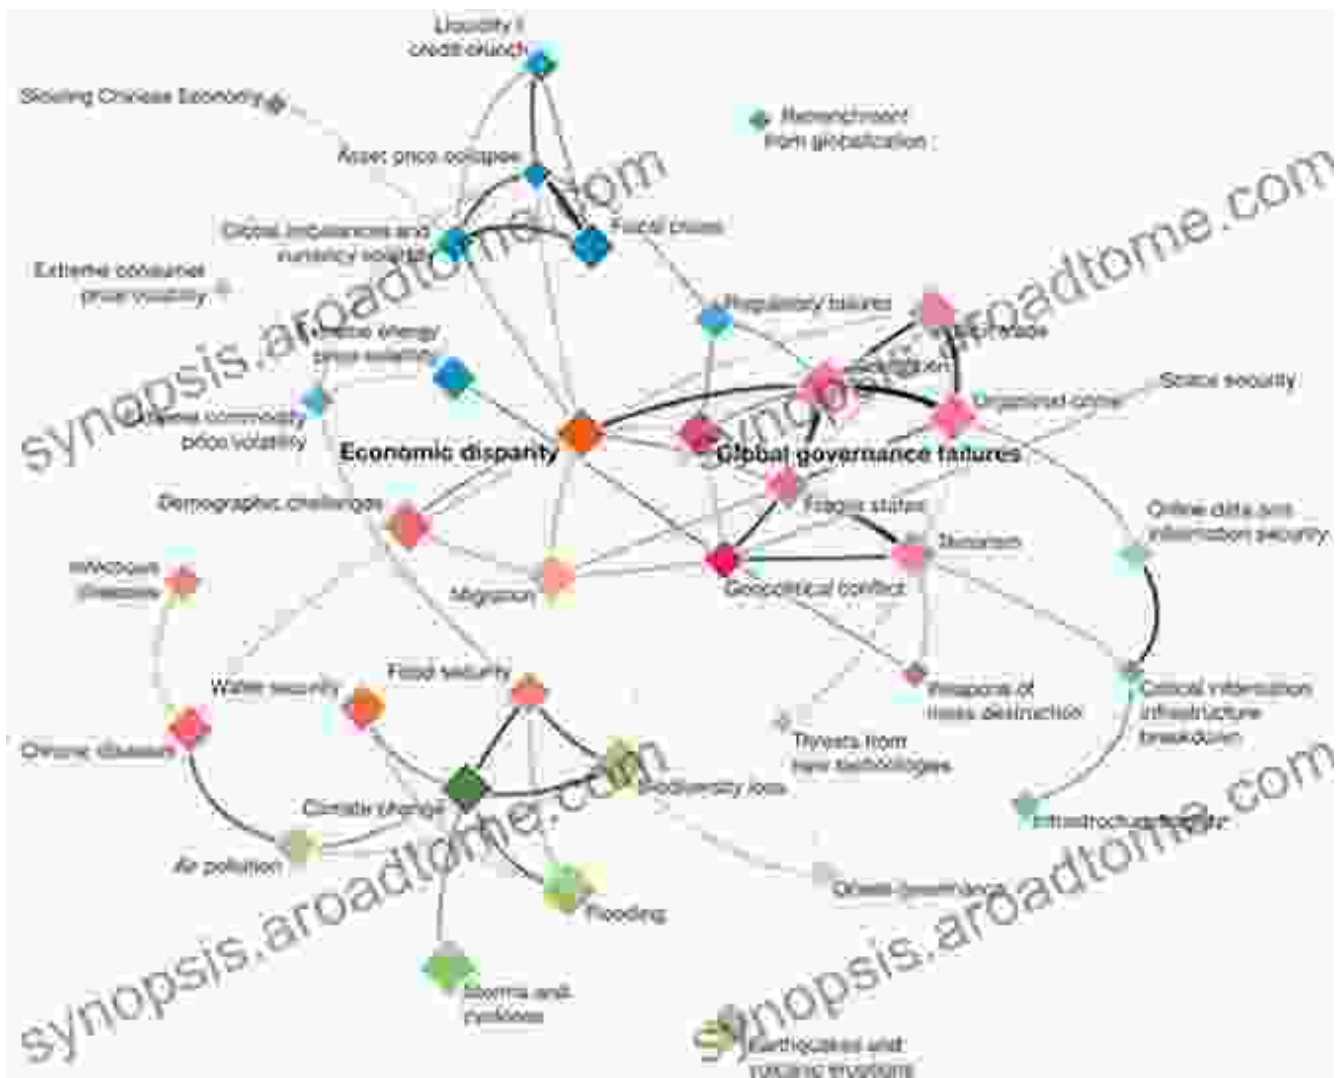 Liquidity /
credit crunch
Slowing Chinese Economy
Retrenchment
from globalization
Asset price collapse
Global imbalances and
currency volatility
Fiscal crises
Extreme consumer
price volatility
Regulatory failures
Illicit trade
energy
price volatility
Corruption
Space security
Organized crime
Extreme commodity
price volatility
Economic disparity
Global governance failures
Demographic challenges
Fragile states
Online data and
information security
Infectious
diseases
Terrorism
Migration
Geopolitical conflict
Food security
Water security
Weapons of
mass destruction
Critical information
infrastructure
breakdown
Chronic diseases
Threats from
new technologies
Biodiversity loss
Climate change
Infrastructure fragility
Air pollution
Ocean governance
Flooding
Storms and
cyclones
Earthquakes and
volcanic eruptions
synopsis.aroadtome.com
synopsis.aroadtome.com
synopsis.aroadtome.com
synopsis.aroadtome.com